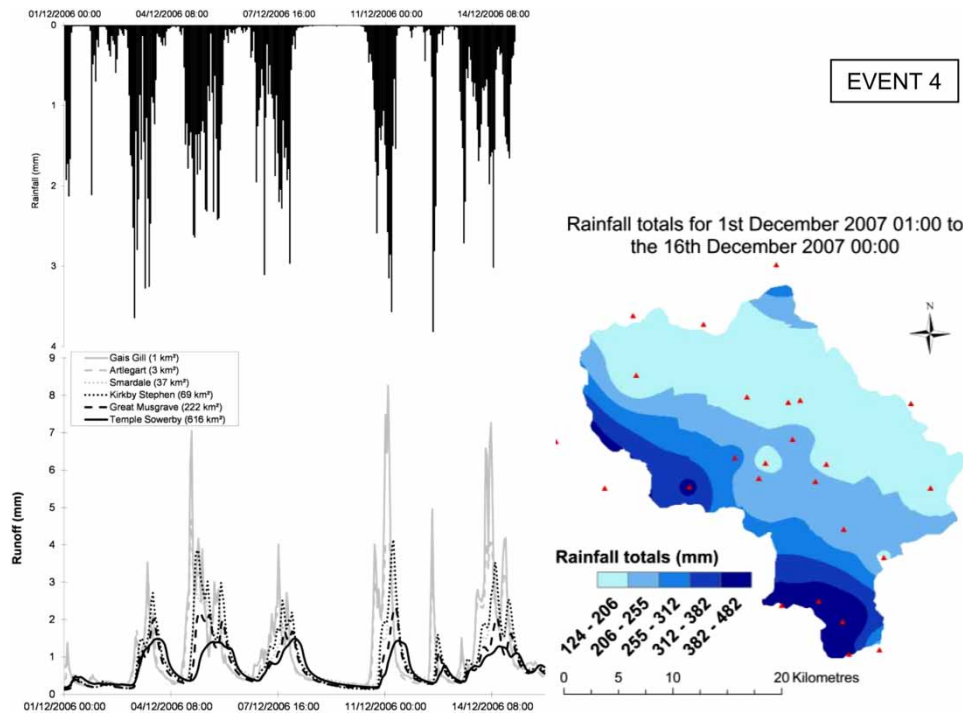 01/12/2006 00:00 04/12/2006 08:00 07/12/2006 16:00 11/12/2006 00:00 14/12/2006 08:00
0
1
2
3
4
Rainfall (mm)
EVENT 4
Rainfall totals for 1st December 2007 01:00 to
the 16th December 2007 00:00
N
9
8
7
6
5
4
3
2
1
0
Runoff (mm)
Gais Gill (1 km²)
Artlegart (3 km²)
Smardale (37 km²)
Kirkby Stephen (69 km²)
Great Musgrave (222 km²)
Temple Sowerby (616 km²)
01/12/2006 00:00 04/12/2006 08:00 07/12/2006 16:00 11/12/2006 00:00 14/12/2006 08:00
Rainfall totals (mm)
124 - 206
206 - 255
255 - 312
312 - 382
382 - 482
0 5 10 20 Kilometres